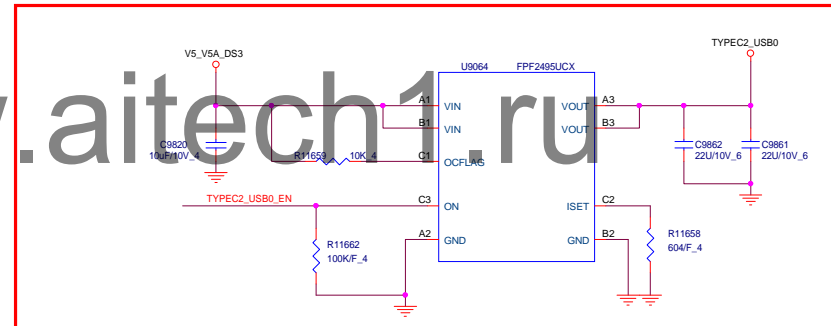 V5_V5A_DS3
TYPEC2_USB0
U9064 FPF2495UCX
www.aitech1.ru
A1 VIN VOUT A3
B1 VIN VOUT B3
C9820
10uF/10V_4
C9862
22U/10V_6
C9861
22U/10V_6
R11659 10K_4 C1 OCFLAG
TYPEC2_USB0_EN C3 ON ISET C2
A2 GND GND B2
R11662
100K/F_4
R11658
604/F_4